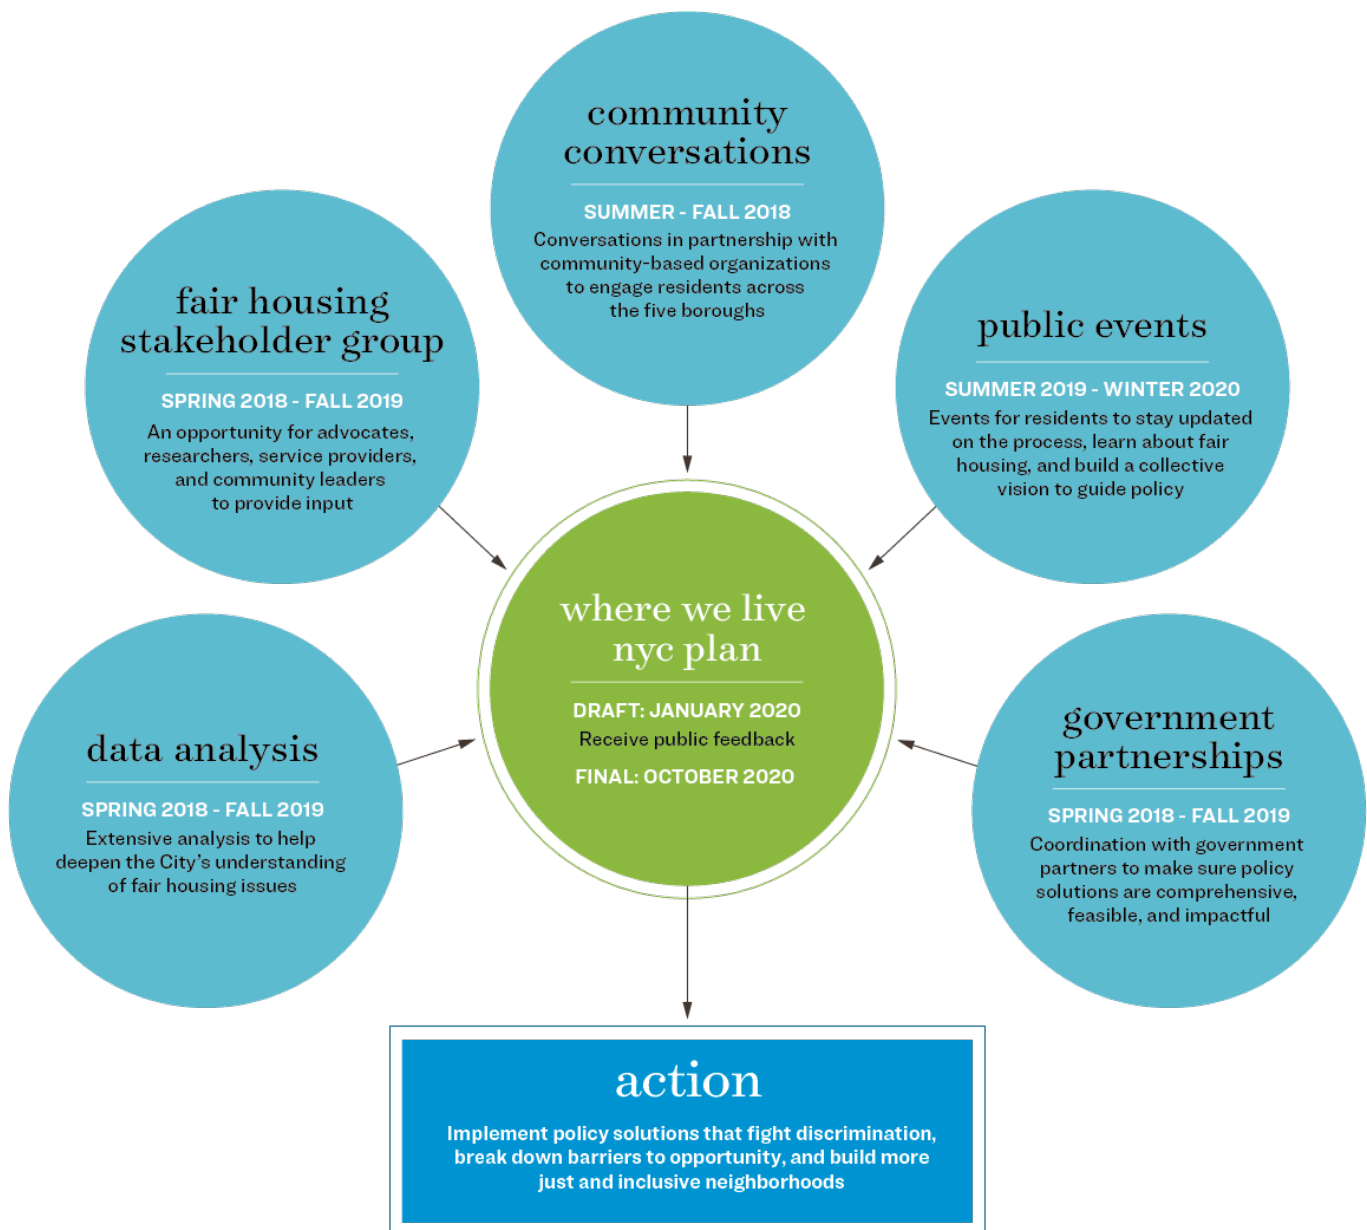 community
conversations
SUMMER - FALL 2018
Conversations in partnership with
community-based organizations
to engage residents across
the five boroughs
fair housing
stakeholder group
SPRING 2018 - FALL 2019
An opportunity for advocates,
researchers, service providers,
and community leaders
to provide input
public events
SUMMER 2019 - WINTER 2020
Events for residents to stay updated
on the process, learn about fair
housing, and build a collective
vision to guide policy
data analysis
SPRING 2018 - FALL 2019
Extensive analysis to help
deepen the City's understanding
of fair housing issues
where we live
nyc plan
DRAFT: JANUARY 2020
Receive public feedback
FINAL: OCTOBER 2020
government
partnerships
SPRING 2018 - FALL 2019
Coordination with government
partners to make sure policy
solutions are comprehensive,
feasible, and impactful
action
Implement policy solutions that fight discrimination,
break down barriers to opportunity, and build more
just and inclusive neighborhoods